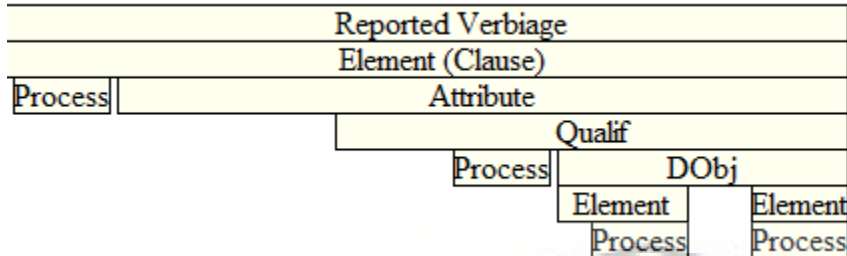 Reported Verbiage
Element (Clause)
Process Attribute
Qualif
Process DObj
Element Element
Process Process